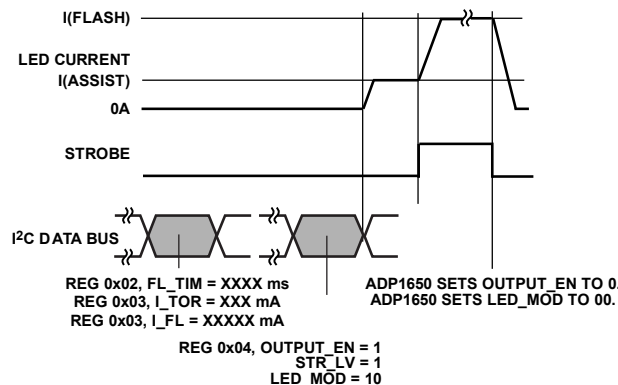 I(FLASH)
LED CURRENT
I(ASSIST)
0A
STROBE
I2C DATA BUS
REG 0x02, FL_TIM = XXXX ms
REG 0x03, I_TOR = XXX mA
REG 0x03, I_FL = XXXXX mA
ADP1650 SETS OUTPUT_EN TO 0.
ADP1650 SETS LED_MOD TO 00.
REG 0x04, OUTPUT_EN = 1
STR_LV = 1
LED_MOD = 10